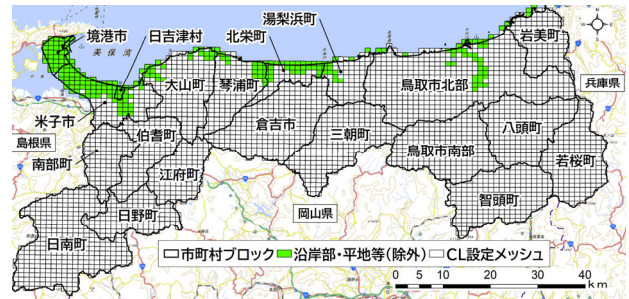 境港市
美保湾
日吉津村
北栄町
湯梨浜町
岩美町
大山町
琴浦町
鳥取市北部
兵庫県
米子市
島根県
伯耆町
倉吉市
三朝町
八頭町
南部町
江府町
鳥取市南部
若桜町
智頭町
日野町
岡山県
日南町
市町村ブロック
沿岸部・平地等(除外)
CL設定メッシュ
0 5 10 20 30 40
km